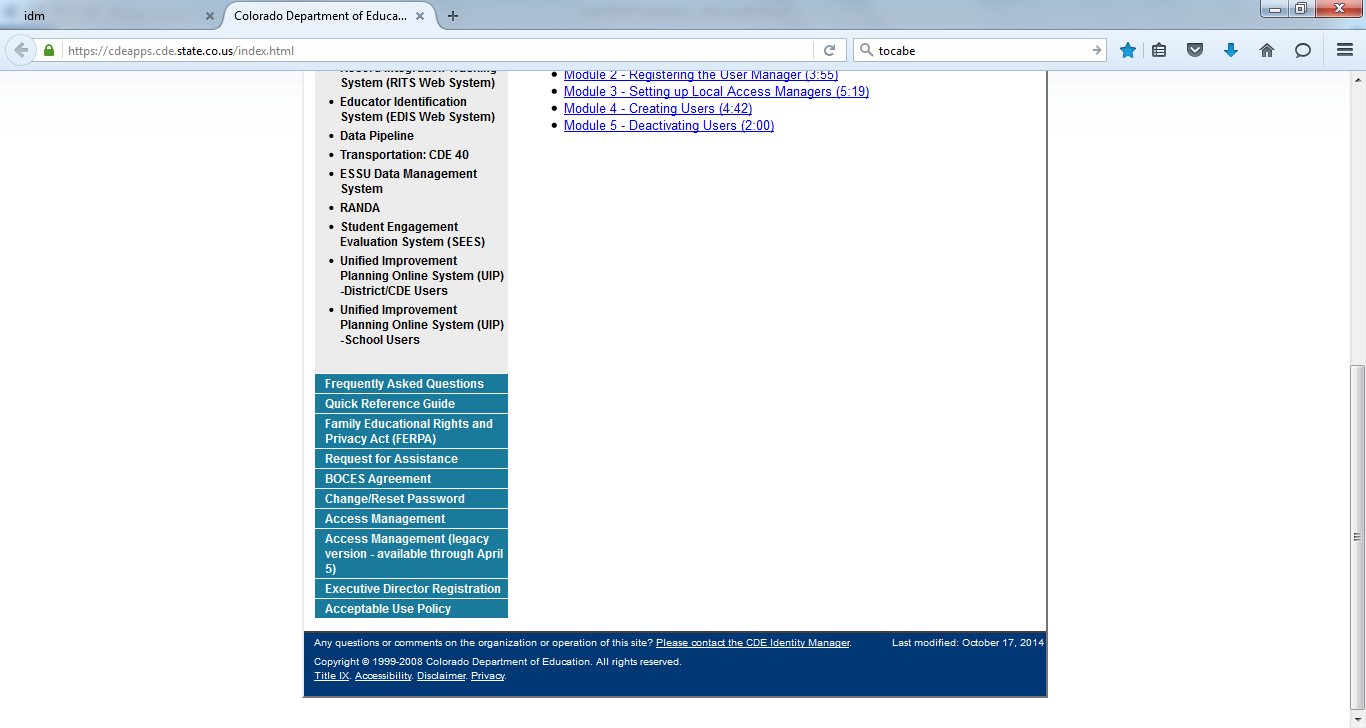 idm
Colorado Department of Educa...
https://cdeapps.cde.state.co.us/index.html
tocabe
Record Integration Tracking
System (RITS Web System)
Educator Identification
System (EDIS Web System)
Data Pipeline
Transportation: CDE 40
ESSU Data Management
System
RANDA
Student Engagement
Evaluation System (SEES)
Unified Improvement
Planning Online System (UIP)
-District/CDE Users
Unified Improvement
Planning Online System (UIP)
-School Users
Module 2 - Registering the User Manager (3:55)
Module 3 - Setting up Local Access Managers (5:19)
Module 4 - Creating Users (4:42)
Module 5 - Deactivating Users (2:00)
Frequently Asked Questions
Quick Reference Guide
Family Educational Rights and
Privacy Act (FERPA)
Request for Assistance
BOCES Agreement
Change/Reset Password
Access Management
Access Management (legacy
version - available through April
5)
Executive Director Registration
Acceptable Use Policy
Any questions or comments on the organization or operation of this site? Please contact the CDE Identity Manager. Last modified: October 17, 2014
Copyright © 1999-2008 Colorado Department of Education. All rights reserved.
Title IX. Accessibility. Disclaimer. Privacy.